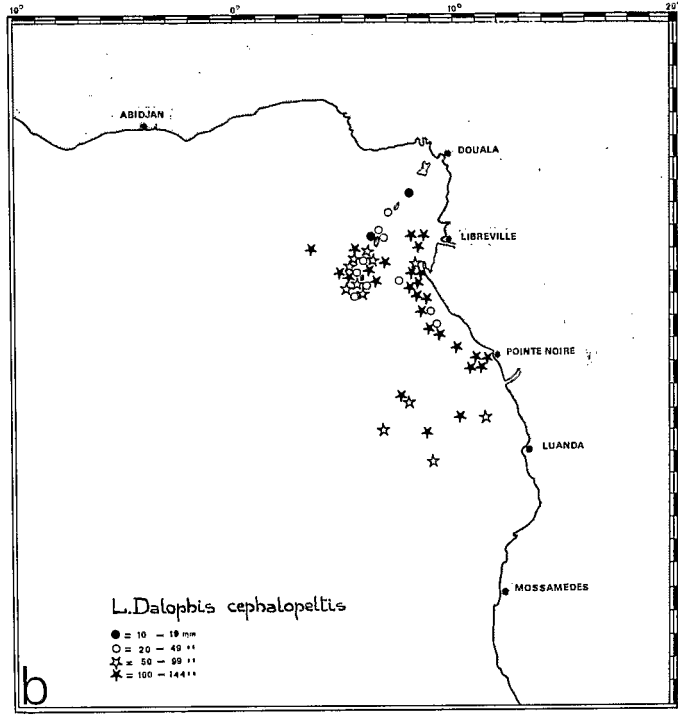 10° 0° 10° 20°
ABIDJAN
DOUALA
LIBREVILLE
POINTE NOIRE
LUANDA
MOSSAMEDES
L.Dalophis cephalopeltis
● = 10 – 19 mm
○ = 20 – 49 "
☆ = 50 – 99 "
★ = 100 – 144 "
b